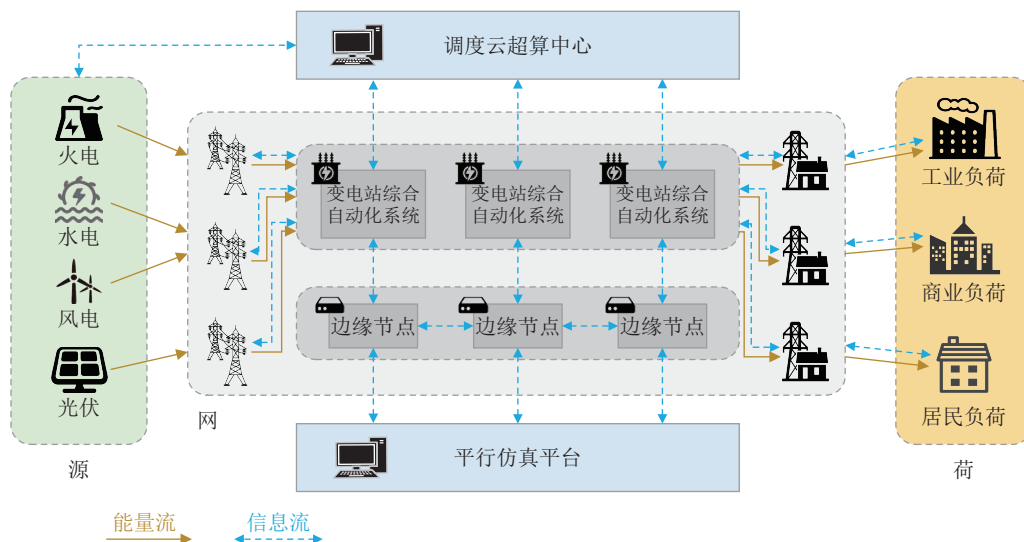 调度云超算中心
火电
水电
风电
光伏
源
变电站综合
自动化系统
变电站综合
自动化系统
变电站综合
自动化系统
边缘节点
边缘节点
边缘节点
网
工业负荷
商业负荷
居民负荷
荷
平行仿真平台
能量流
信息流